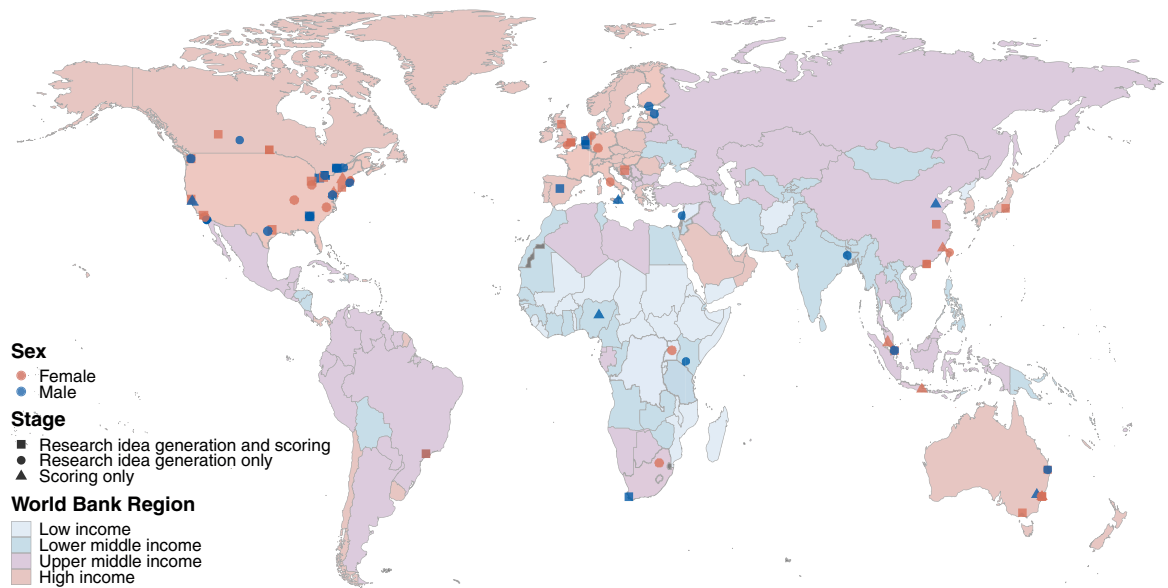 Sex
Female
Male
Stage
Research idea generation and scoring
Research idea generation only
Scoring only
World Bank Region
Low income
Lower middle income
Upper middle income
High income